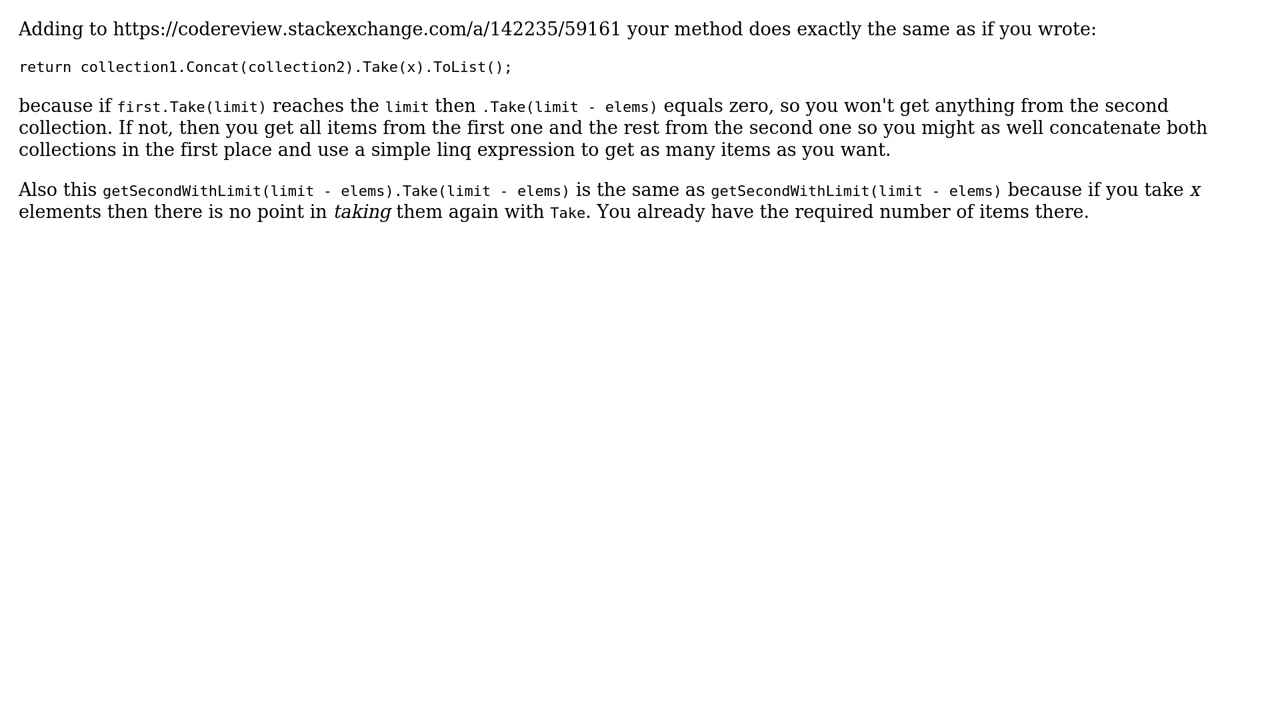 Adding to https://codereview.stackexchange.com/a/142235/59161 your method does exactly the same as if you wrote:
return collection1.Concat(collection2).Take(x).ToList();
because if first.Take(limit) reaches the limit then .Take(limit - elems) equals zero, so you won't get anything from the second
collection. If not, then you get all items from the first one and the rest from the second one so you might as well concatenate both
collections in the first place and use a simple linq expression to get as many items as you want.
Also this getSecondWithLimit(limit - elems).Take(limit - elems) is the same as getSecondWithLimit(limit - elems) because if you take x
elements then there is no point in taking them again with Take. You already have the required number of items there.